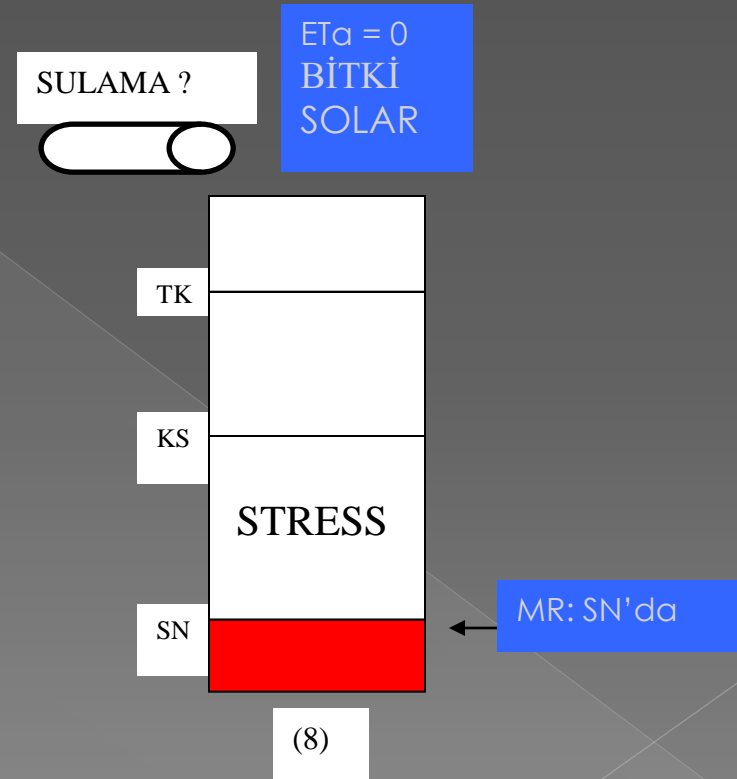 SULAMA ?
ETa = 0
BİTKİ
SOLAR
TK
KS
STRESS
SN
MR: SN’da
(8)